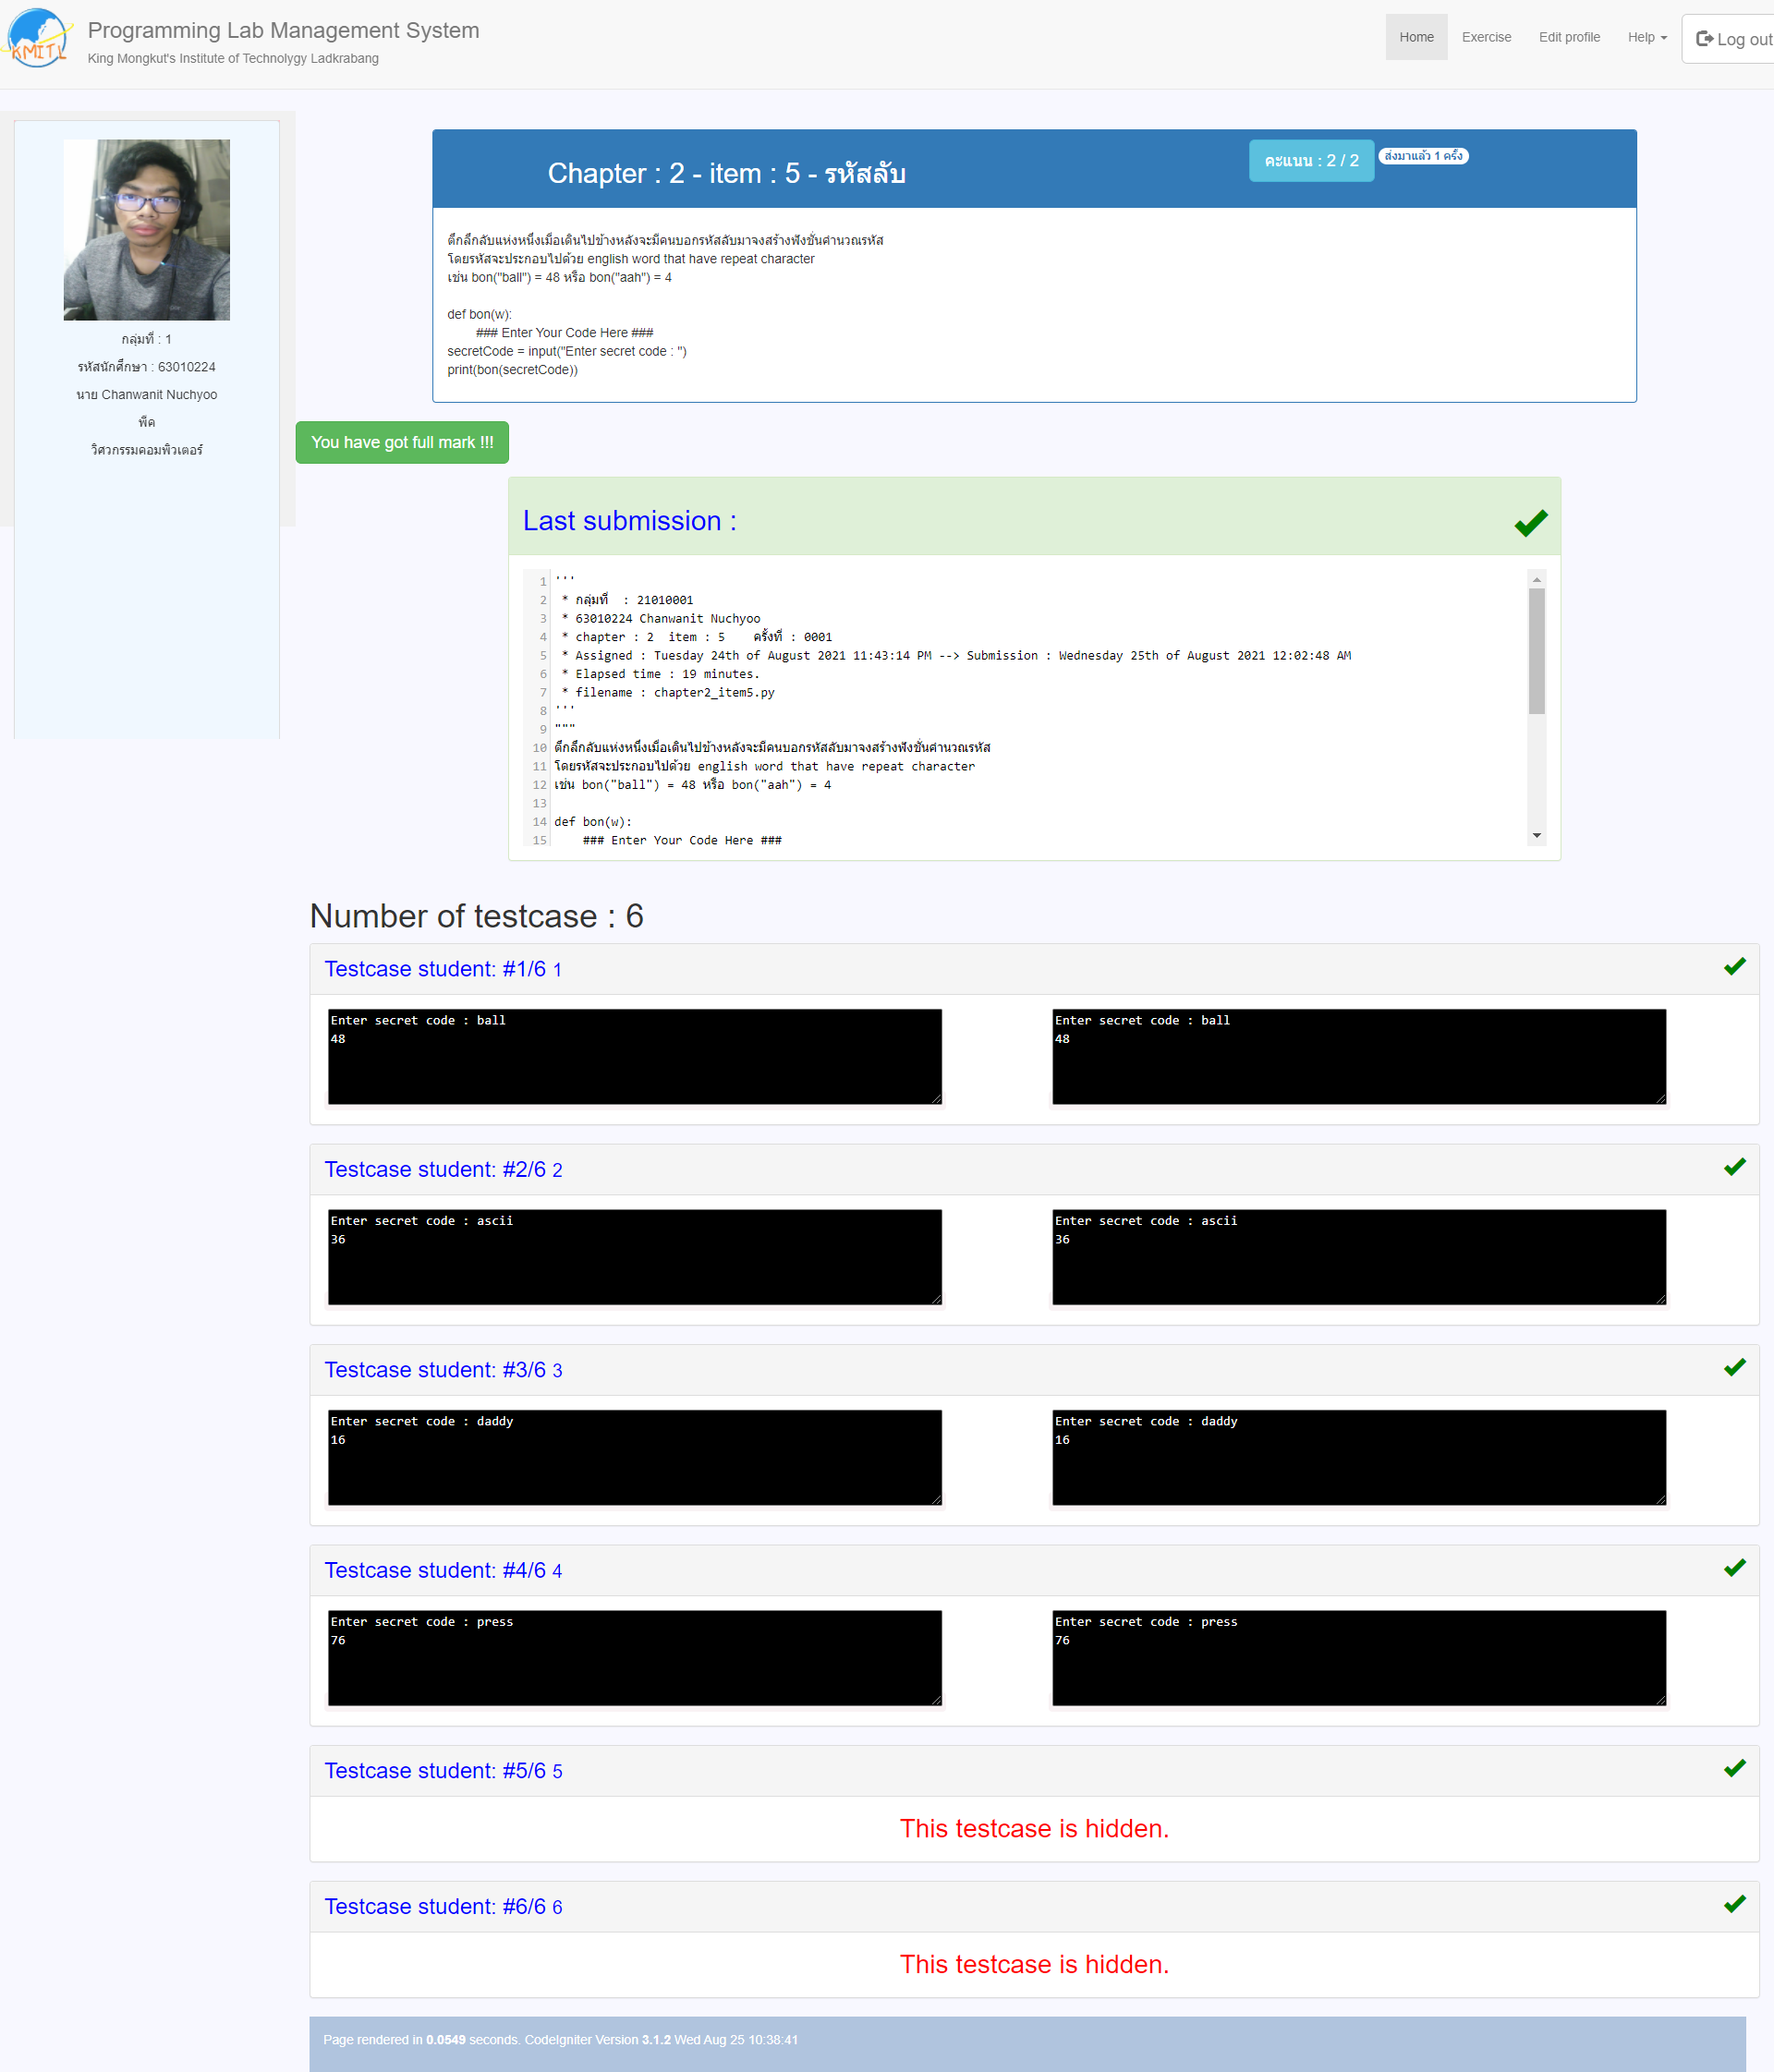 KMITL
Programming Lab Management System
King Mongkut's Institute of Technolygy Ladkrabang
Home
Exercise
Edit profile
Help
Log out
กลุ่มที่ : 1
รหัสนักศึกษา : 63010224
นาย Chanwanit Nuchyoo
พีค
วิศวกรรมคอมพิวเตอร์
Chapter : 2 - item : 5 - รหัสลับ
คะแนน : 2 / 2
ส่งมาแล้ว 1 ครั้ง
ตึกลึกลับแห่งหนึ่งเมื่อเดินไปข้างหลังจะมีคนบอกรหัสลับมาจงสร้างฟังชั่นคำนวณรหัส
โดยรหัสจะประกอบไปด้วย english word that have repeat character
เช่น bon("ball") = 48 หรือ bon("aah") = 4
def bon(w):
### Enter Your Code Here ###
secretCode = input("Enter secret code : ")
print(bon(secretCode))
You have got full mark !!!
Last submission :
1 '''
2 * กลุ่มที่ : 21010001
3 * 63010224 Chanwanit Nuchyoo
4 * chapter : 2 item : 5 ครั้งที่ : 0001
5 * Assigned : Tuesday 24th of August 2021 11:43:14 PM --> Submission : Wednesday 25th of August 2021 12:02:48 AM
6 * Elapsed time : 19 minutes.
7 * filename : chapter2_item5.py
8 '''
9 """
10 ตึกลึกลับแห่งหนึ่งเมื่อเดินไปข้างหลังจะมีคนบอกรหัสลับมาจงสร้างฟังชั่นคำนวณรหัส
11 โดยรหัสจะประกอบไปด้วย english word that have repeat character
12 เช่น bon("ball") = 48 หรือ bon("aah") = 4
13
14 def bon(w):
15 ### Enter Your Code Here ###
Number of testcase : 6
Testcase student: #1/6 1
Enter secret code : ball
48
Enter secret code : ball
48
Testcase student: #2/6 2
Enter secret code : ascii
36
Enter secret code : ascii
36
Testcase student: #3/6 3
Enter secret code : daddy
16
Enter secret code : daddy
16
Testcase student: #4/6 4
Enter secret code : press
76
Enter secret code : press
76
Testcase student: #5/6 5
This testcase is hidden.
Testcase student: #6/6 6
This testcase is hidden.
Page rendered in 0.0549 seconds. CodeIgniter Version 3.1.2 Wed Aug 25 10:38:41